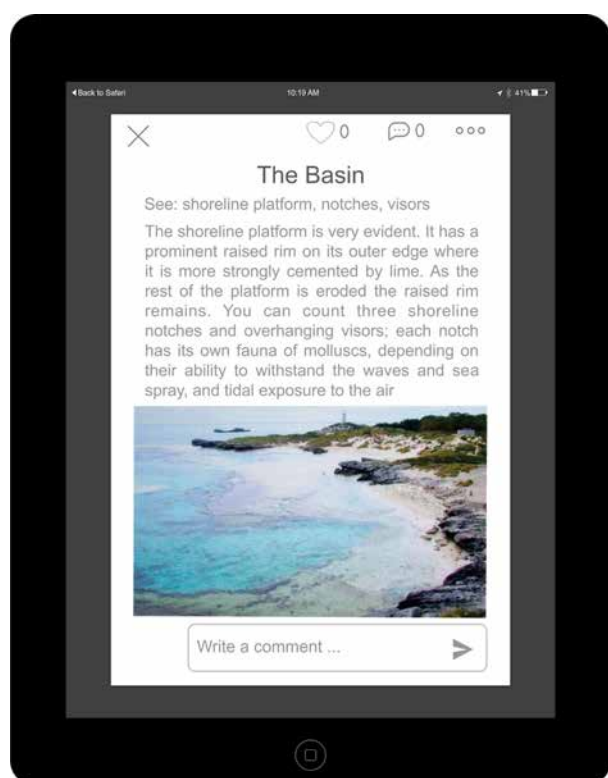 Back to Safari 10:19 AM 41%
0 0
The Basin
See: shoreline platform, notches, visors
The shoreline platform is very evident. It has a
prominent raised rim on its outer edge where
it is more strongly cemented by lime. As the
rest of the platform is eroded the raised rim
remains. You can count three shoreline
notches and overhanging visors; each notch
has its own fauna of molluscs, depending on
their ability to withstand the waves and sea
spray, and tidal exposure to the air
Write a comment ...